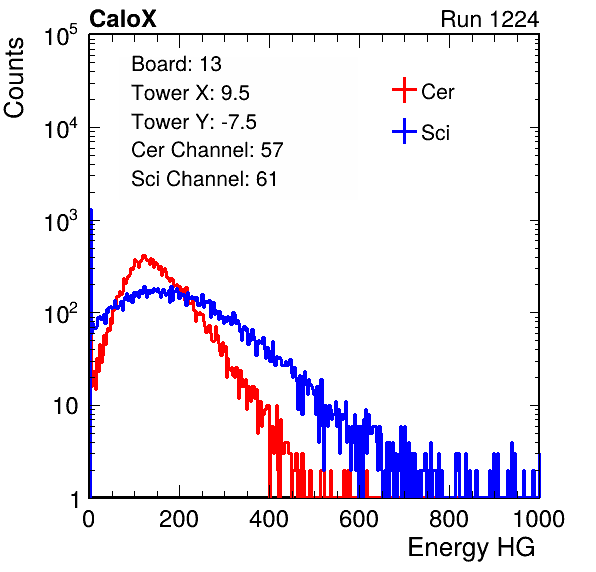 CaloX Run 1224
Counts
10^5
10^4
10^3
10^2
10
1
Board: 13
Tower X: 9.5
Tower Y: -7.5
Cer Channel: 57
Sci Channel: 61
Cer
Sci
0 200 400 600 800 1000
Energy HG